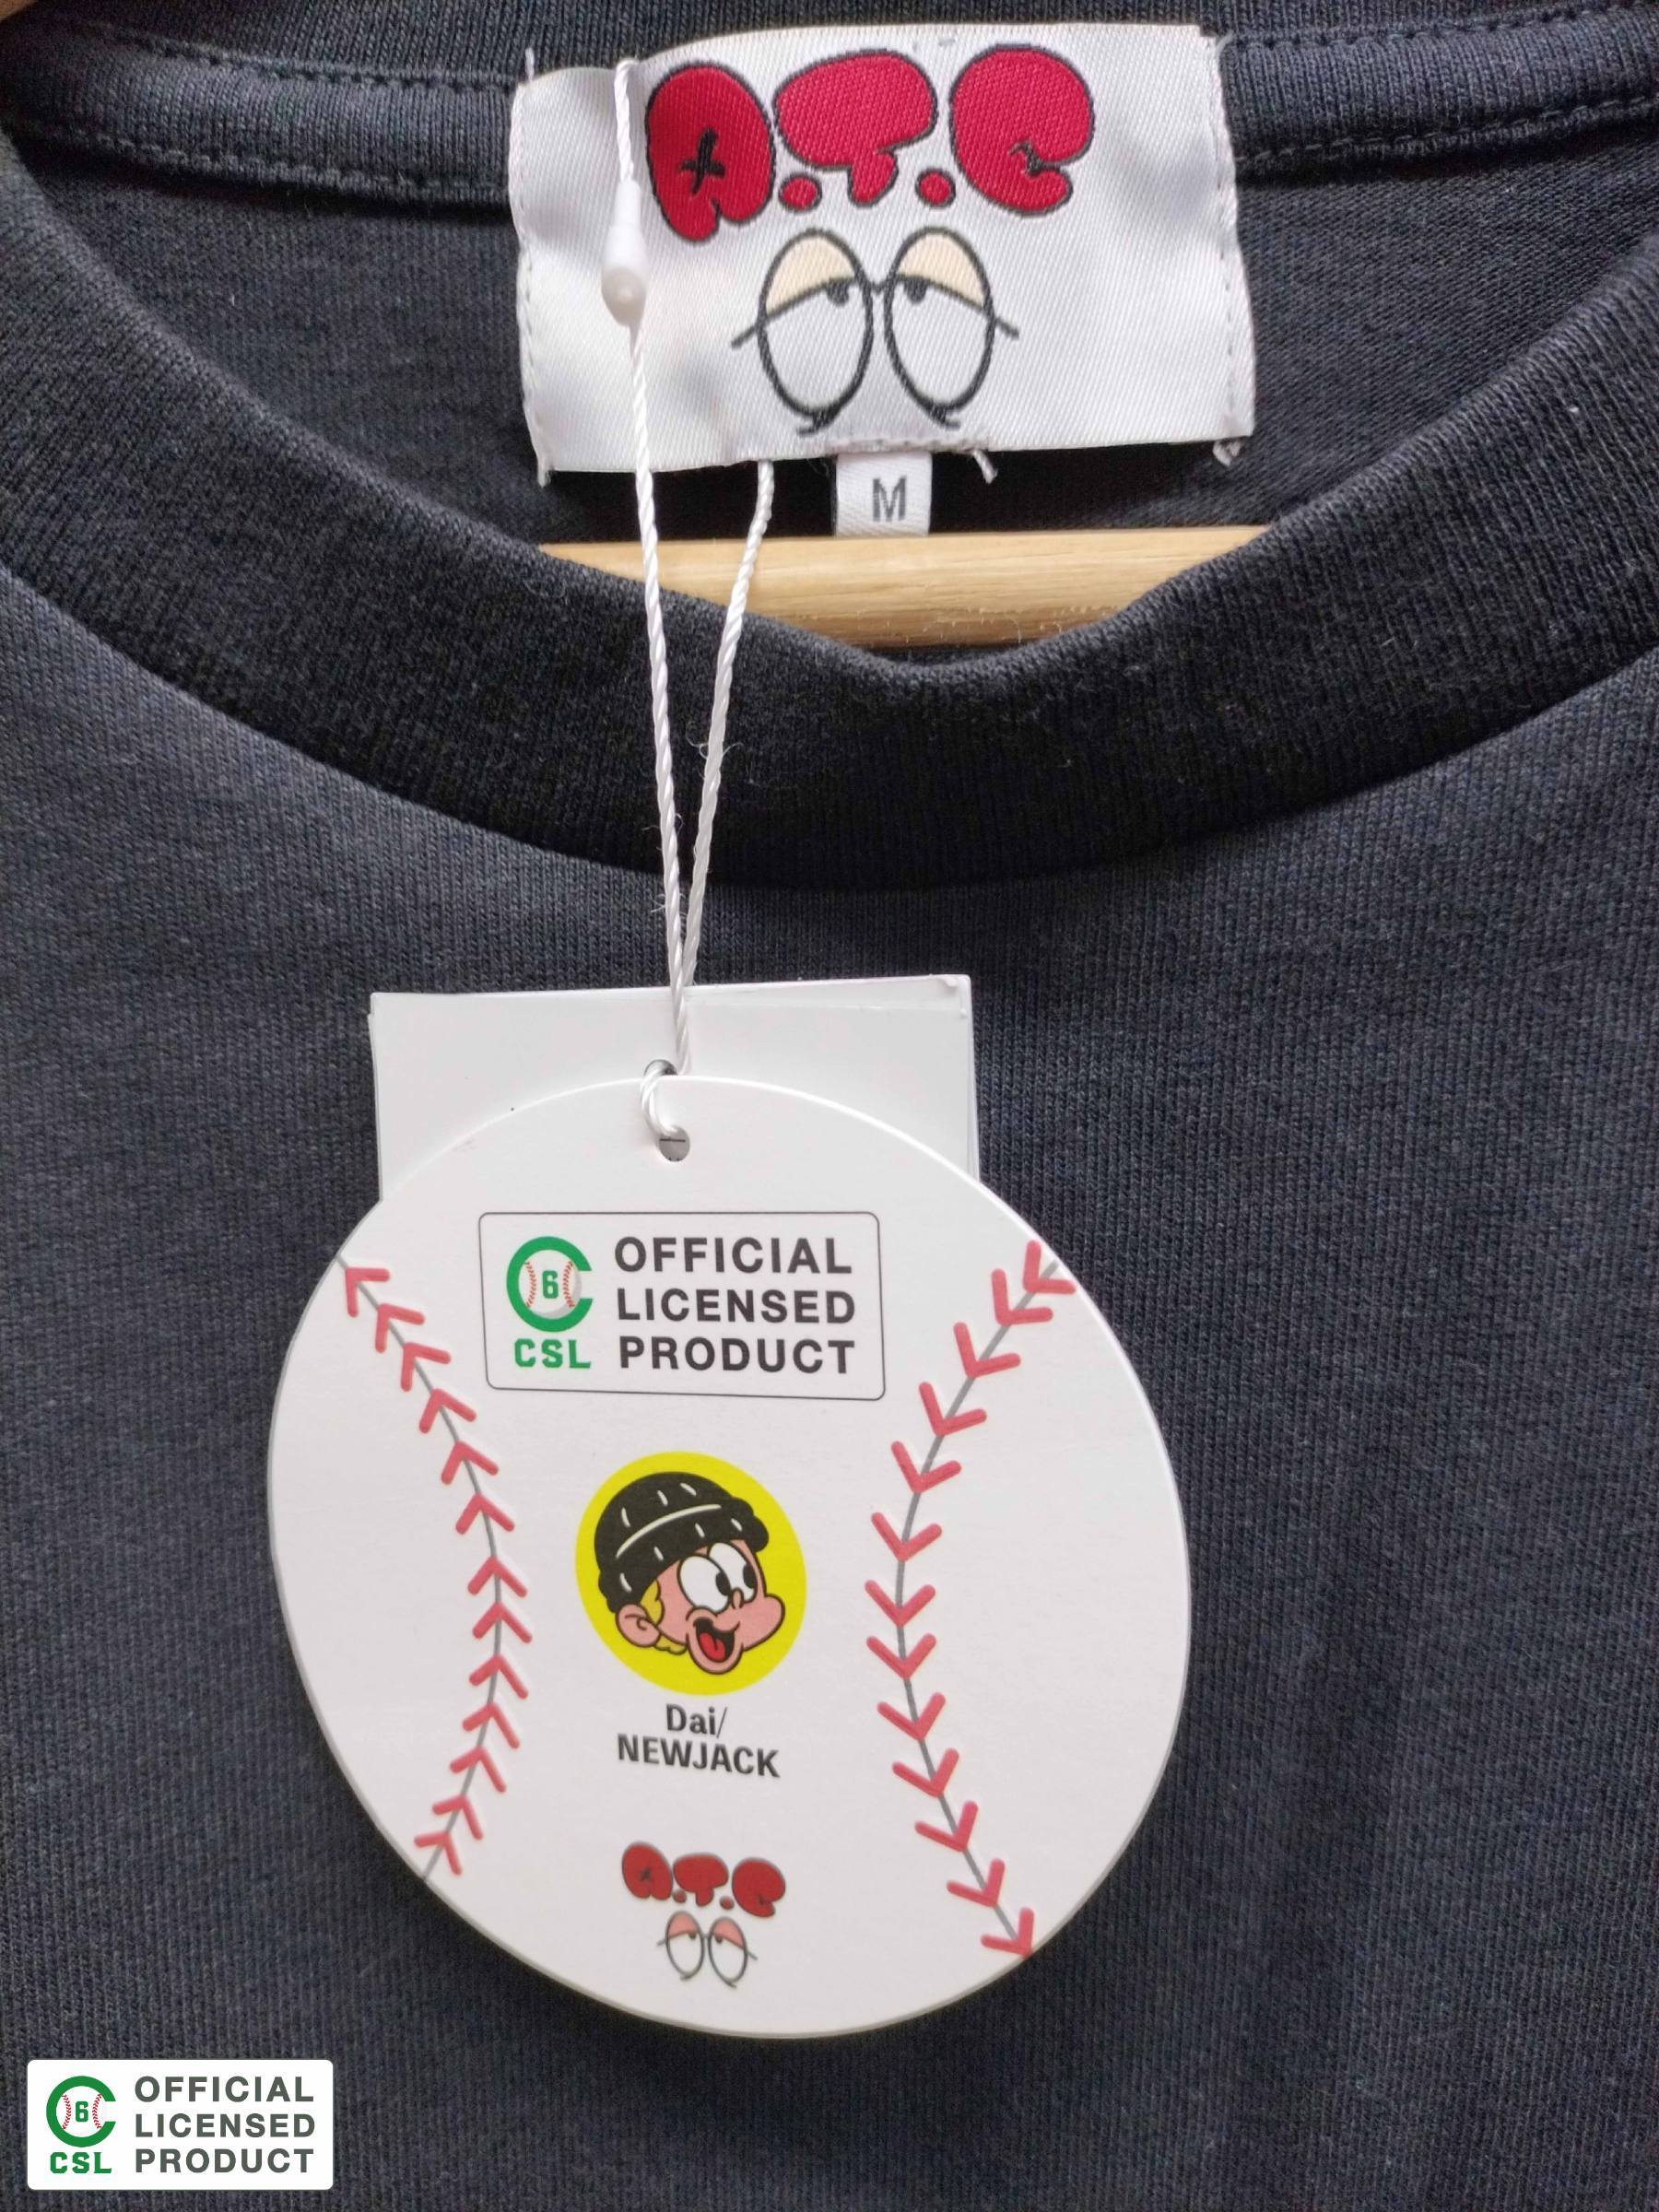 A.T.C
M
6
CSL
OFFICIAL
LICENSED
PRODUCT
Dai/
NEWJACK
A.T.C
6
CSL
OFFICIAL
LICENSED
PRODUCT